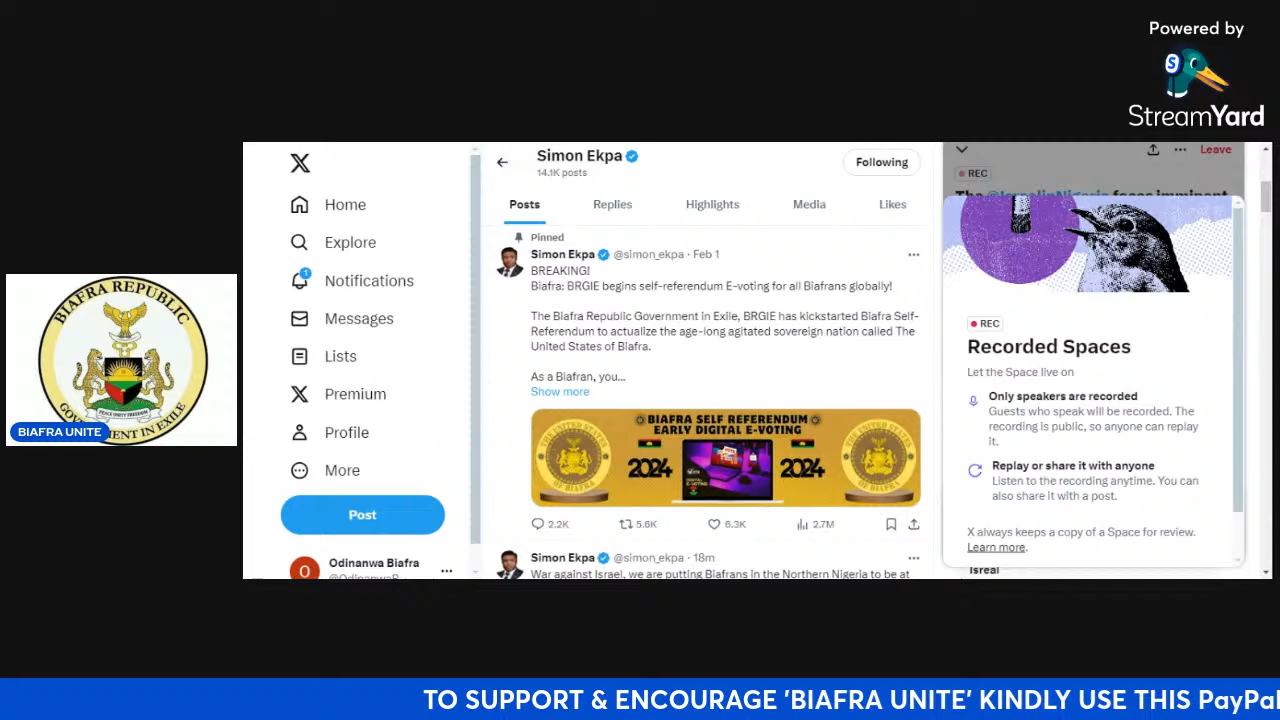 Powered by
S
StreamYard
BIAFRA REPUBLIC
GOVERNMENT IN EXILE
BIAFRA UNITE
X
Home
Explore
1
Notifications
Messages
Lists
Premium
Profile
More
Post
O
Odinanwa Biafra
Simon Ekpa
14.1K posts
Following
Posts
Replies
Highlights
Media
Likes
Pinned
Simon Ekpa @simon_ekpa · Feb 1
BREAKING!
Biafra: BRGIE begins self-referendum E-voting for all Biafrans globally!
The Biafra Republic Government in Exile, BRGIE has kickstarted Biafra Self-
Referendum to actualize the age-long agitated sovereign nation called The
United States of Biafra.
As a Biafran, you...
Show more
BIAFRA SELF REFERENDUM
EARLY DIGITAL E-VOTING
2024
2024
2.2K
5.6K
6.3K
2.7M
Simon Ekpa @simon_ekpa · 18m
War against Israel, we are putting Biafrans in the Northern Nigeria to be at
Leave
REC
The @IsraelinNigeria faces imminent
REC
Recorded Spaces
Let the Space live on
Only speakers are recorded
Guests who speak will be recorded. The
recording is public, so anyone can replay
it.
Replay or share it with anyone
Listen to the recording anytime. You can
also share it with a post.
X always keeps a copy of a Space for review.
Learn more.
Isreal
TO SUPPORT & ENCOURAGE 'BIAFRA UNITE' KINDLY USE THIS PayPal